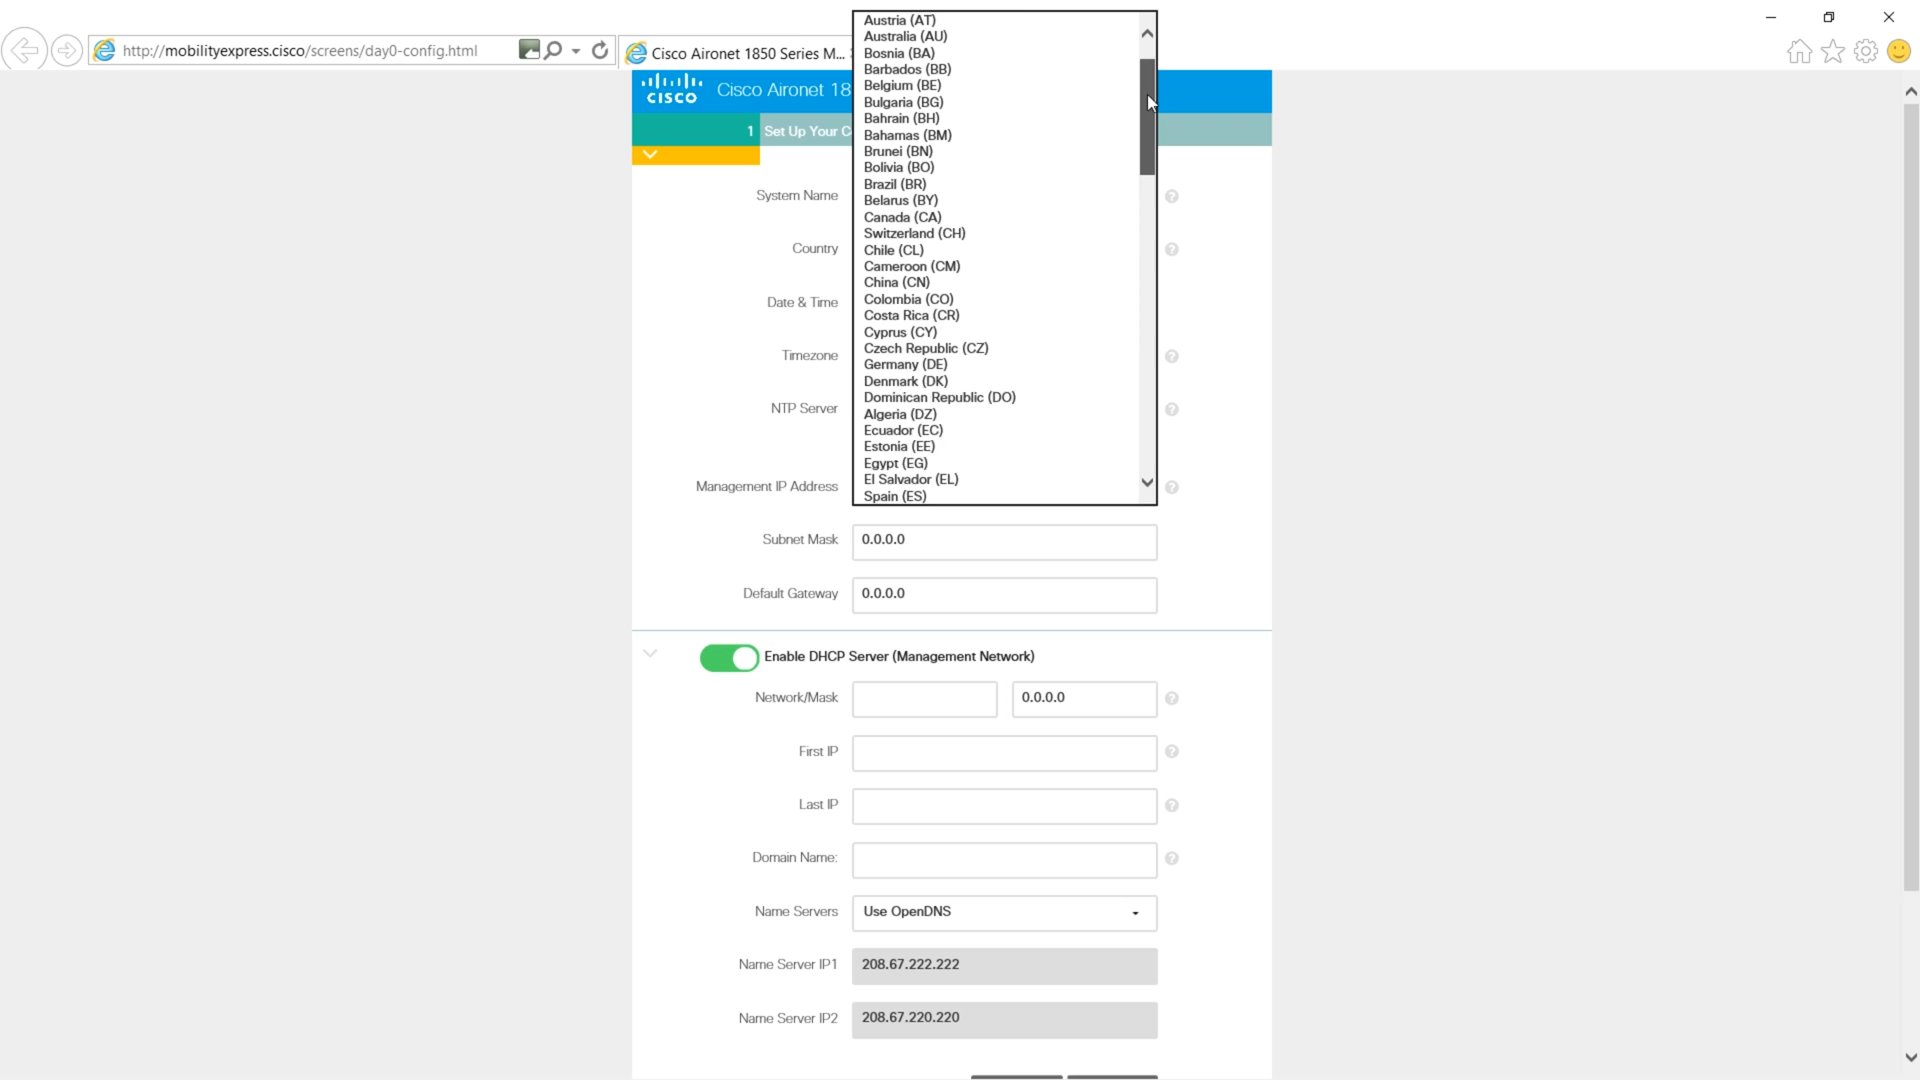 http://mobilityexpress.cisco/screens/day0-config.html
Cisco Aironet 1850 Series M...
CISCO
Cisco Aironet 18
1 Set Up Your C
System Name
Country
Date & Time
Timezone
NTP Server
Management IP Address
Austria (AT)
Australia (AU)
Bosnia (BA)
Barbados (BB)
Belgium (BE)
Bulgaria (BG)
Bahrain (BH)
Bahamas (BM)
Brunei (BN)
Bolivia (BO)
Brazil (BR)
Belarus (BY)
Canada (CA)
Switzerland (CH)
Chile (CL)
Cameroon (CM)
China (CN)
Colombia (CO)
Costa Rica (CR)
Cyprus (CY)
Czech Republic (CZ)
Germany (DE)
Denmark (DK)
Dominican Republic (DO)
Algeria (DZ)
Ecuador (EC)
Estonia (EE)
Egypt (EG)
El Salvador (EL)
Spain (ES)
Subnet Mask 0.0.0.0
Default Gateway 0.0.0.0
Enable DHCP Server (Management Network)
Network/Mask 0.0.0.0
First IP
Last IP
Domain Name:
Name Servers Use OpenDNS
Name Server IP1 208.67.222.222
Name Server IP2 208.67.220.220